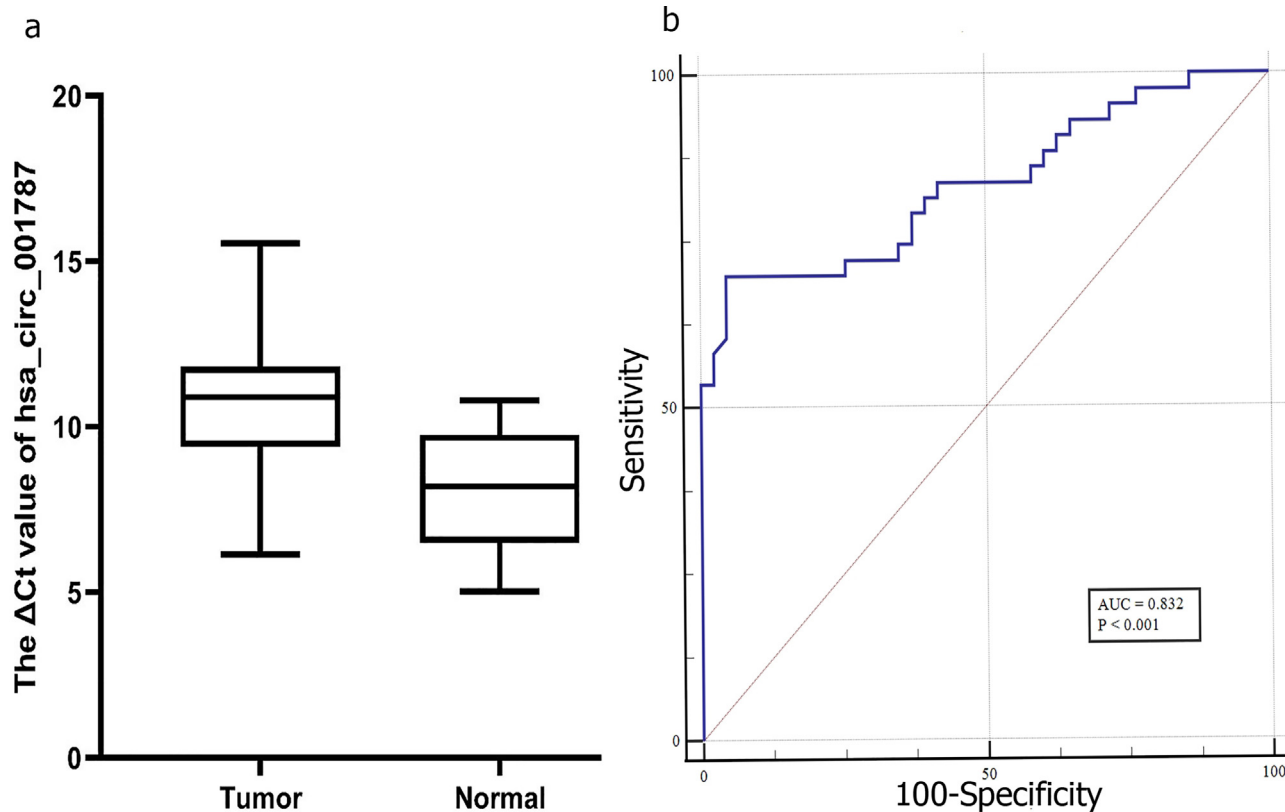 a
The ΔCt value of hsa_circ_001787
20
15
10
5
0
Tumor
Normal
b
Sensitivity
100
50
0
AUC = 0.832
P < 0.001
0
50
100
100-Specificity